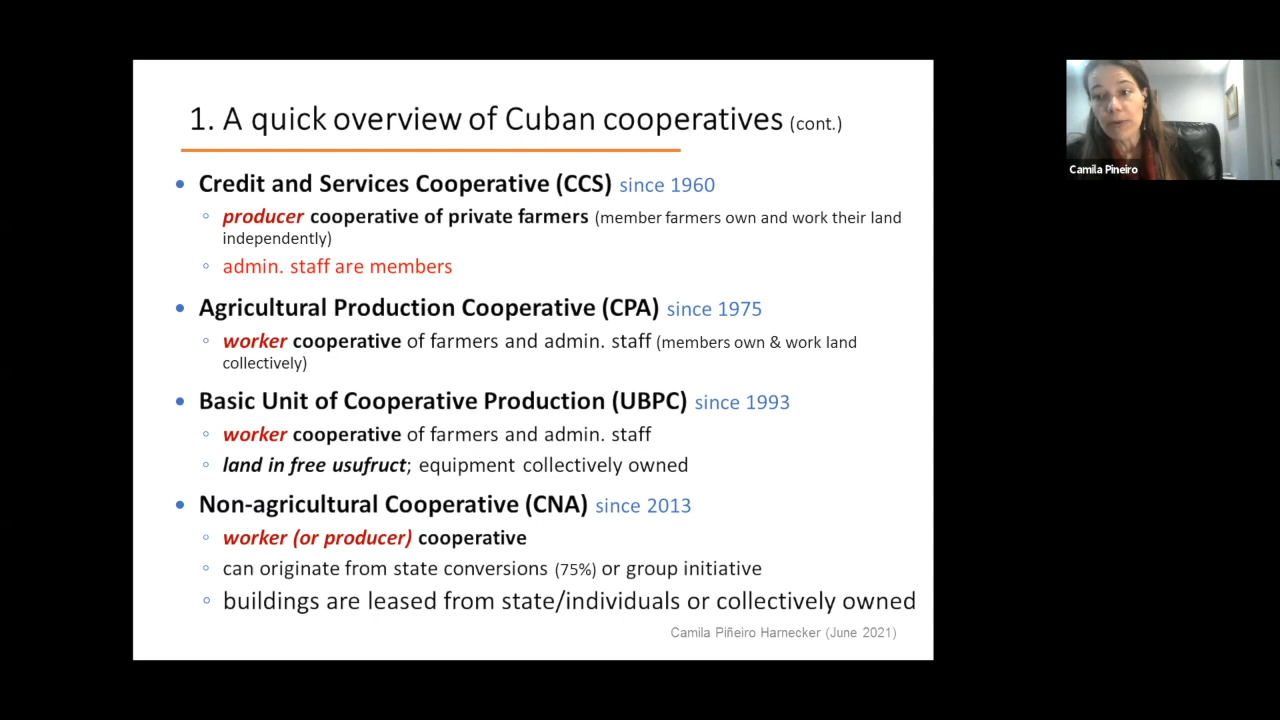 1. A quick overview of Cuban cooperatives (cont.)
• Credit and Services Cooperative (CCS) since 1960
◦ producer cooperative of private farmers (member farmers own and work their land
independently)
◦ admin. staff are members
• Agricultural Production Cooperative (CPA) since 1975
◦ worker cooperative of farmers and admin. staff (members own & work land
collectively)
• Basic Unit of Cooperative Production (UBPC) since 1993
◦ worker cooperative of farmers and admin. staff
◦ land in free usufruct; equipment collectively owned
• Non-agricultural Cooperative (CNA) since 2013
◦ worker (or producer) cooperative
◦ can originate from state conversions (75%) or group initiative
◦ buildings are leased from state/individuals or collectively owned
Camila Piñeiro Harnecker (June 2021)
Camila Pineiro